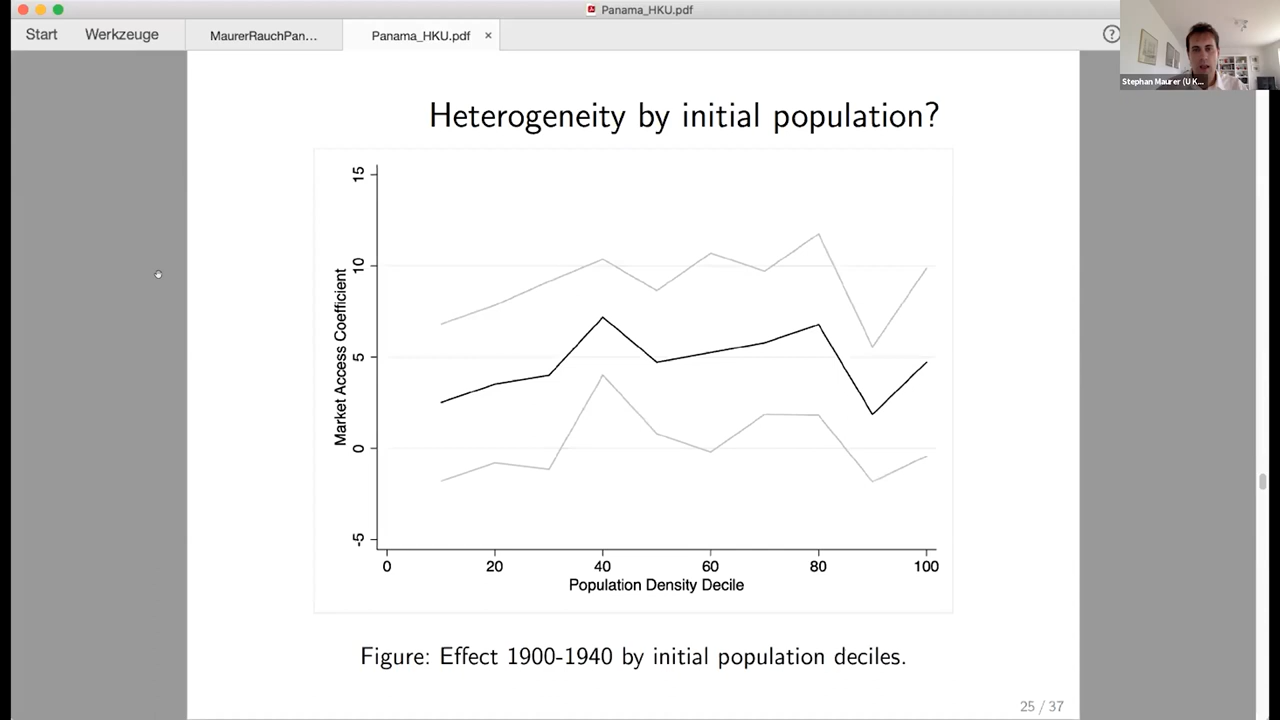 Panama_HKU.pdf
Start
Werkzeuge
MaurerRauchPan...
Panama_HKU.pdf ×
?
Stephan Maurer (U K...
Heterogeneity by initial population?
15
10
5
0
-5
Market Access Coefficient
0 20 40 60 80 100
Population Density Decile
Figure: Effect 1900-1940 by initial population deciles.
25 / 37